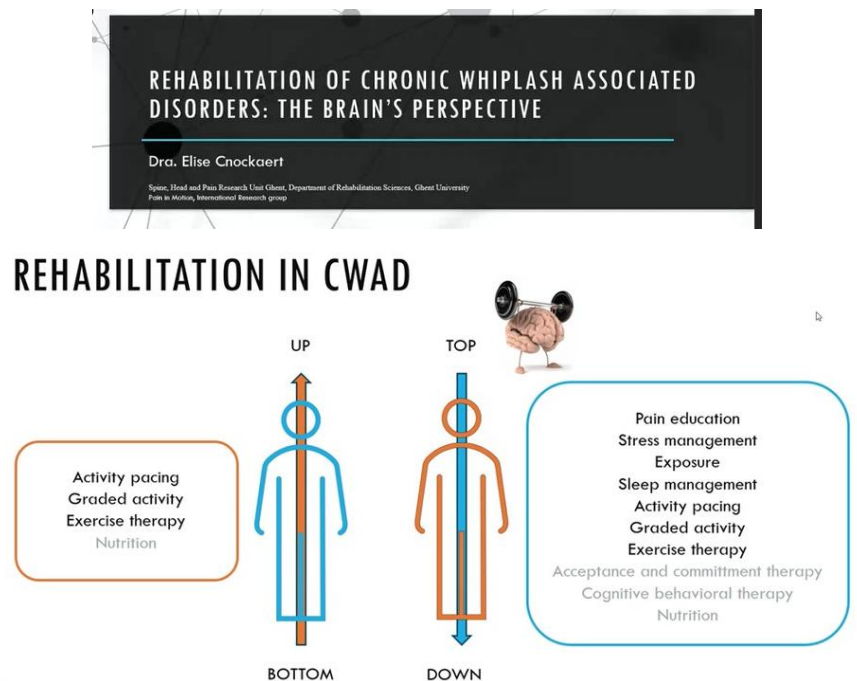 REHABILITATION OF CHRONIC WHIPLASH ASSOCIATED
DISORDERS: THE BRAIN'S PERSPECTIVE
Dra. Elise Cnockaert
Spine, Head and Pain Research Unit Ghent, Department of Rehabilitation Sciences, Ghent University
Pain in Motion, International Research group
REHABILITATION IN CWAD
UP
TOP
Activity pacing
Graded activity
Exercise therapy
Nutrition
Pain education
Stress management
Exposure
Sleep management
Activity pacing
Graded activity
Exercise therapy
Acceptance and committment therapy
Cognitive behavioral therapy
Nutrition
BOTTOM
DOWN